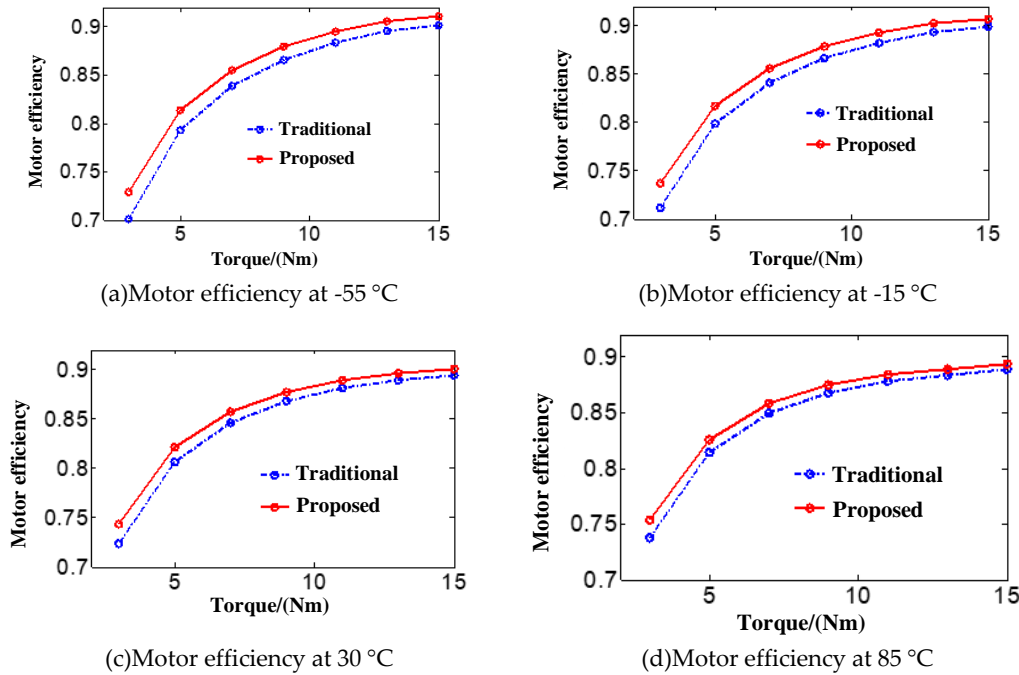 0.9
0.85
0.8
0.75
0.7
Motor efficiency
Traditional
Proposed
5
10
15
Torque/(Nm)
(a)Motor efficiency at -55 °C
0.9
0.85
0.8
0.75
0.7
Motor efficiency
Traditional
Proposed
5
10
15
Torque/(Nm)
(b)Motor efficiency at -15 °C
0.9
0.85
0.8
0.75
0.7
Motor efficiency
Traditional
Proposed
5
10
15
Torque/(Nm)
(c)Motor efficiency at 30 °C
0.9
0.85
0.8
0.75
0.7
Motor efficiency
Traditional
Proposed
5
10
15
Torque/(Nm)
(d)Motor efficiency at 85 °C